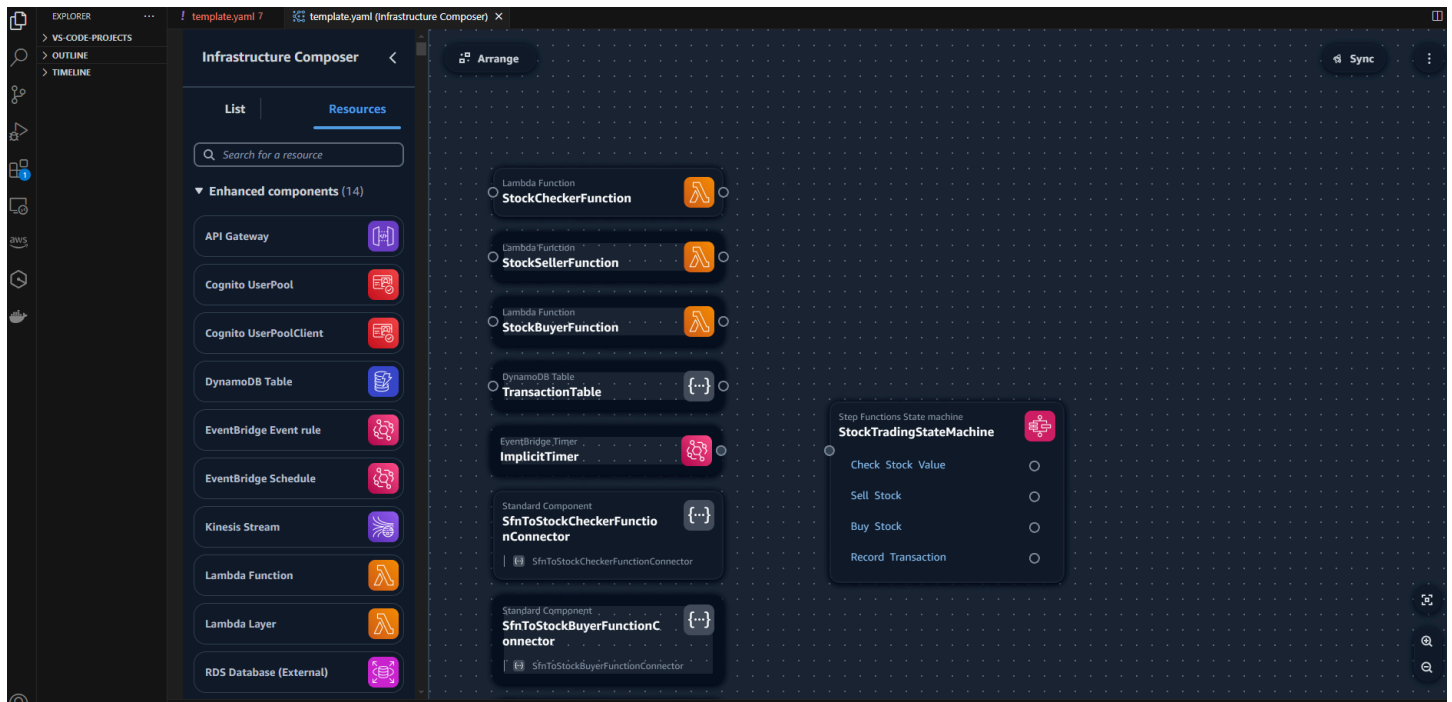 EXPLORER
···
! template.yaml 7
template.yaml (Infrastructure Composer)
VS-CODE-PROJECTS
OUTLINE
TIMELINE
1
aws
Infrastructure Composer
List
Resources
Search for a resource
Enhanced components (14)
API Gateway
Cognito UserPool
Cognito UserPoolClient
DynamoDB Table
EventBridge Event rule
EventBridge Schedule
Kinesis Stream
Lambda Function
Lambda Layer
RDS Database (External)
Arrange
Sync
Lambda Function
StockCheckerFunction
Lambda Function
StockSellerFunction
Lambda Function
StockBuyerFunction
DynamoDB Table
TransactionTable
EventBridge Timer
ImplicitTimer
Standard Component
SfnToStockCheckerFunctio
nConnector
SfnToStockCheckerFunctionConnector
Standard Component
SfnToStockBuyerFunctionC
onnector
SfnToStockBuyerFunctionConnector
Step Functions State machine
StockTradingStateMachine
Check Stock Value
Sell Stock
Buy Stock
Record Transaction